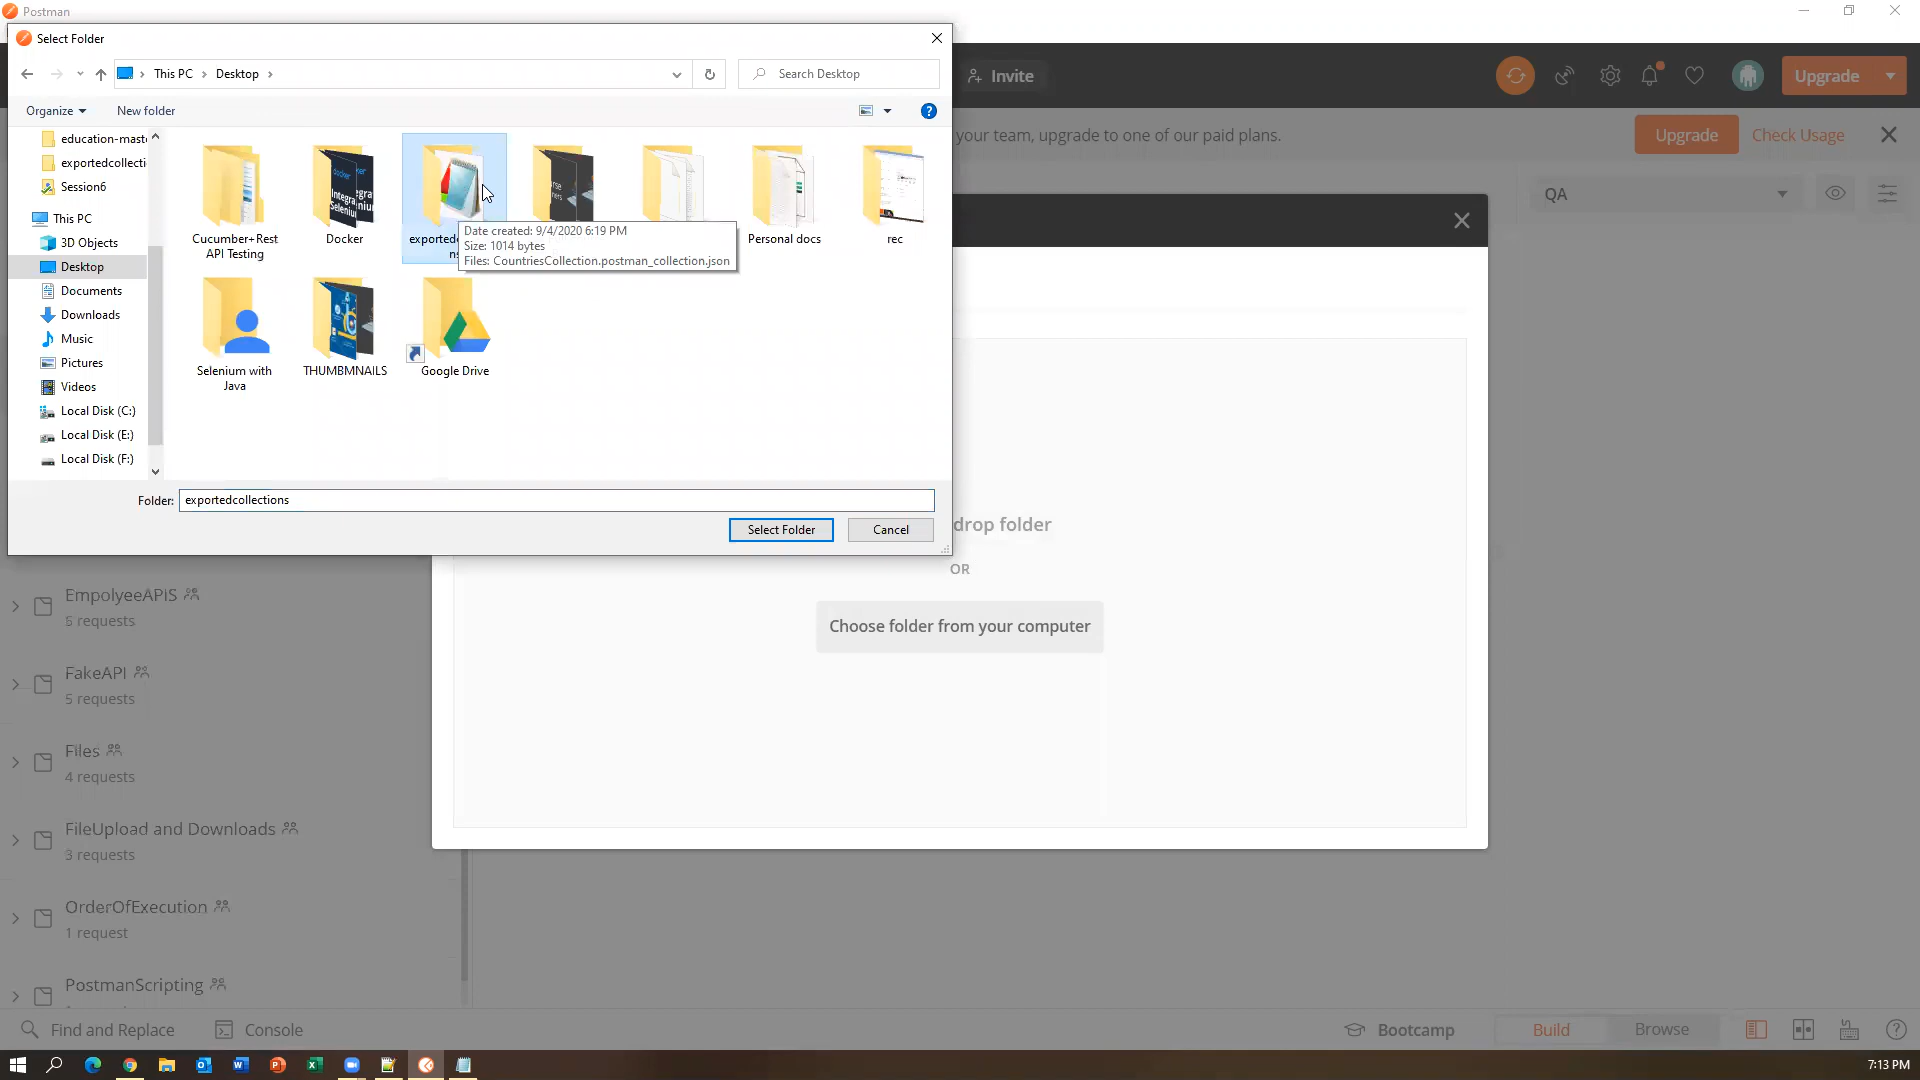 Postman
Select Folder
This PC
Desktop
Search Desktop
Invite
Upgrade
Organize
New folder
your team, upgrade to one of our paid plans.
Upgrade
Check Usage
education-mast
exportedcollecti
Session6
This PC
3D Objects
Desktop
Documents
Downloads
Music
Pictures
Videos
Local Disk (C:)
Local Disk (E:)
Local Disk (F:)
Cucumber+Rest
API Testing
Docker
Personal docs
rec
Date created: 9/4/2020 6:19 PM
Size: 1014 bytes
Files: CountriesCollection.postman_collection.json
Selenium with
Java
THUMBMNAILS
Google Drive
QA
Folder:
exportedcollections
Select Folder
Cancel
drop folder
OR
Choose folder from your computer
EmpolyeeAPIS
FakeAPI
5 requests
Files
4 requests
FileUpload and Downloads
3 requests
OrderOfExecution
1 request
PostmanScripting
Find and Replace
Console
Bootcamp
Build
Browse
7:13 PM